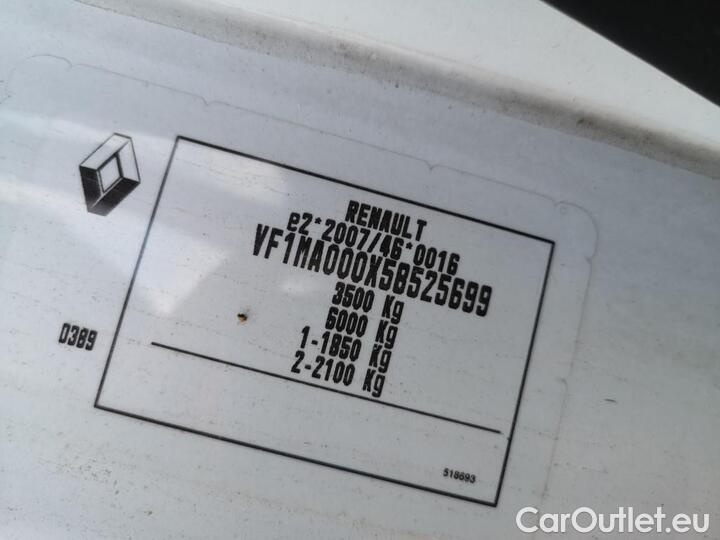 RENAULT
e2*2007/46*0016
VF1MA000X58525699
3500 Kg
6000 Kg
1-1850 Kg
2-2100 Kg
0389
518693
CarOutlet.eu